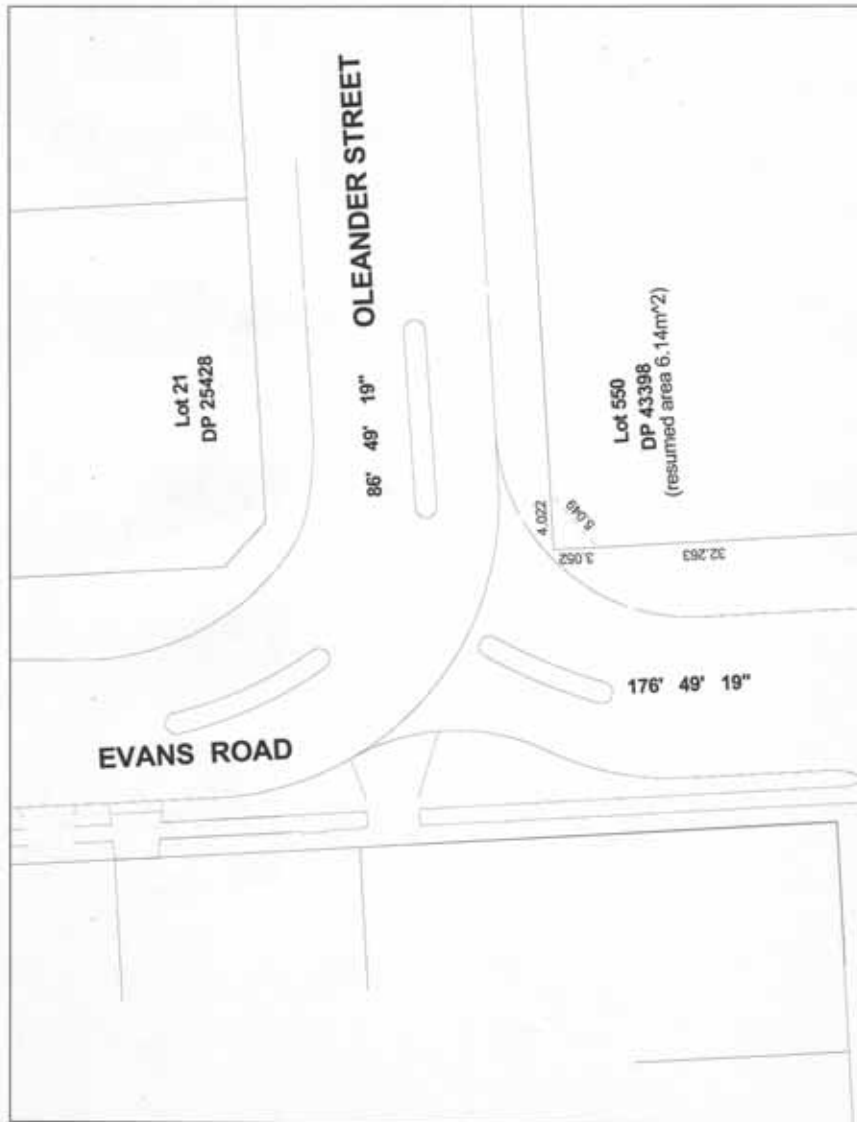 OLEANDER STREET
86' 49' 19"
Lot 21
DP 25428
Lot 550
DP 43398
(resumed area 6.14m^2)
4.022
5.049
3.052
32.263
176' 49' 19"
EVANS ROAD